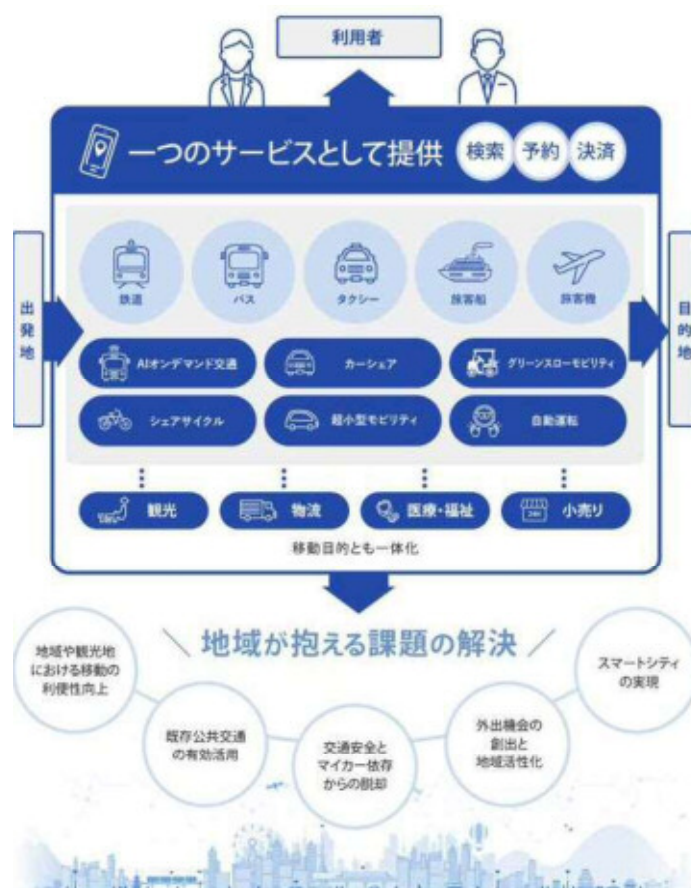 利用者
一つのサービスとして提供
検索 予約 決済
出発地
目的地
鉄道 バス タクシー 旅客船 旅客機
AIオンデマンド交通 カーシェア グリーンスローモビリティ
シェアサイクル 超小型モビリティ 自動運転
観光 物流 医療・福祉 小売り
移動目的とも一体化
地域が抱える課題の解決
地域や観光地
における移動の
利便性向上
既存公共交通
の有効活用
交通安全と
マイカー依存
からの脱却
外出機会の
創出と
地域活性化
スマートシティ
の実現